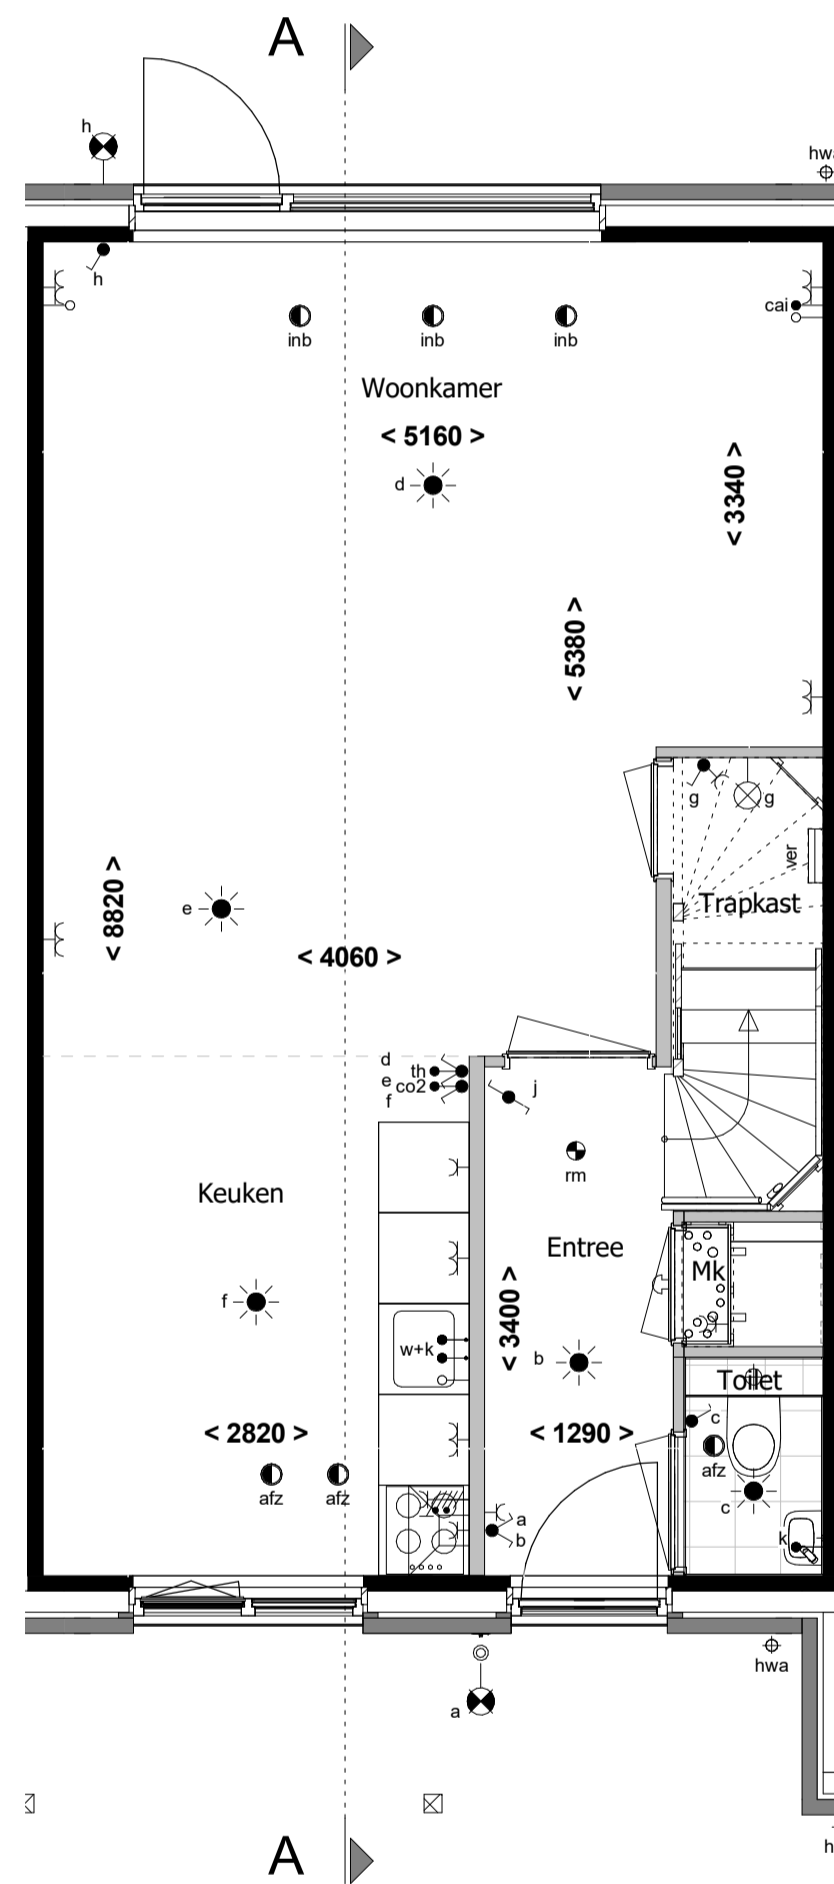 A
h
hwa
h
cai
inb
inb
inb
Woonkamer
< 5160 >
d
< 3340 >
< 5380 >
g
g
ver
Trapkast
< 8820 >
e
< 4060 >
d
th
e co2
f
j
rm
Keuken
Entree
Mk
f
< 3400 >
w+k
b
Toilet
c
< 2820 >
< 1290 >
afz
afz
afz
c
a
b
k
hwa
a
A
h